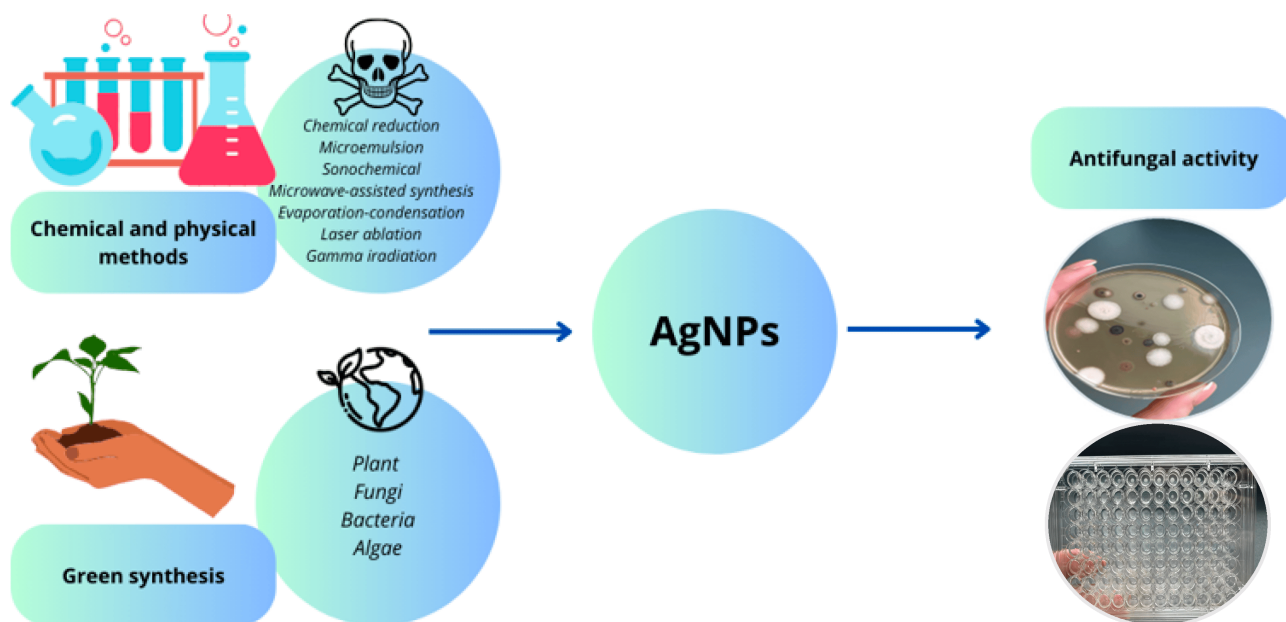 Chemical reduction
Microemulsion
Sonochemical
Microwave-assisted synthesis
Evaporation-condensation
Laser ablation
Gamma iradiation
Chemical and physical
methods
Plant
Fungi
Bacteria
Algae
Green synthesis
AgNPs
Antifungal activity